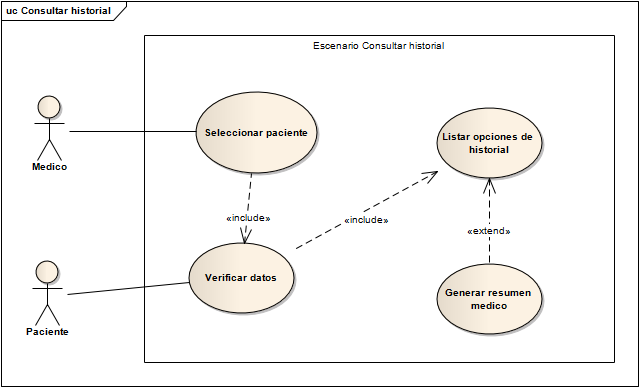 uc Consultar historial
Escenario Consultar historial
Medico
Seleccionar paciente
Listar opciones de
historial
«include»
«include»
«extend»
Paciente
Verificar datos
Generar resumen
medico